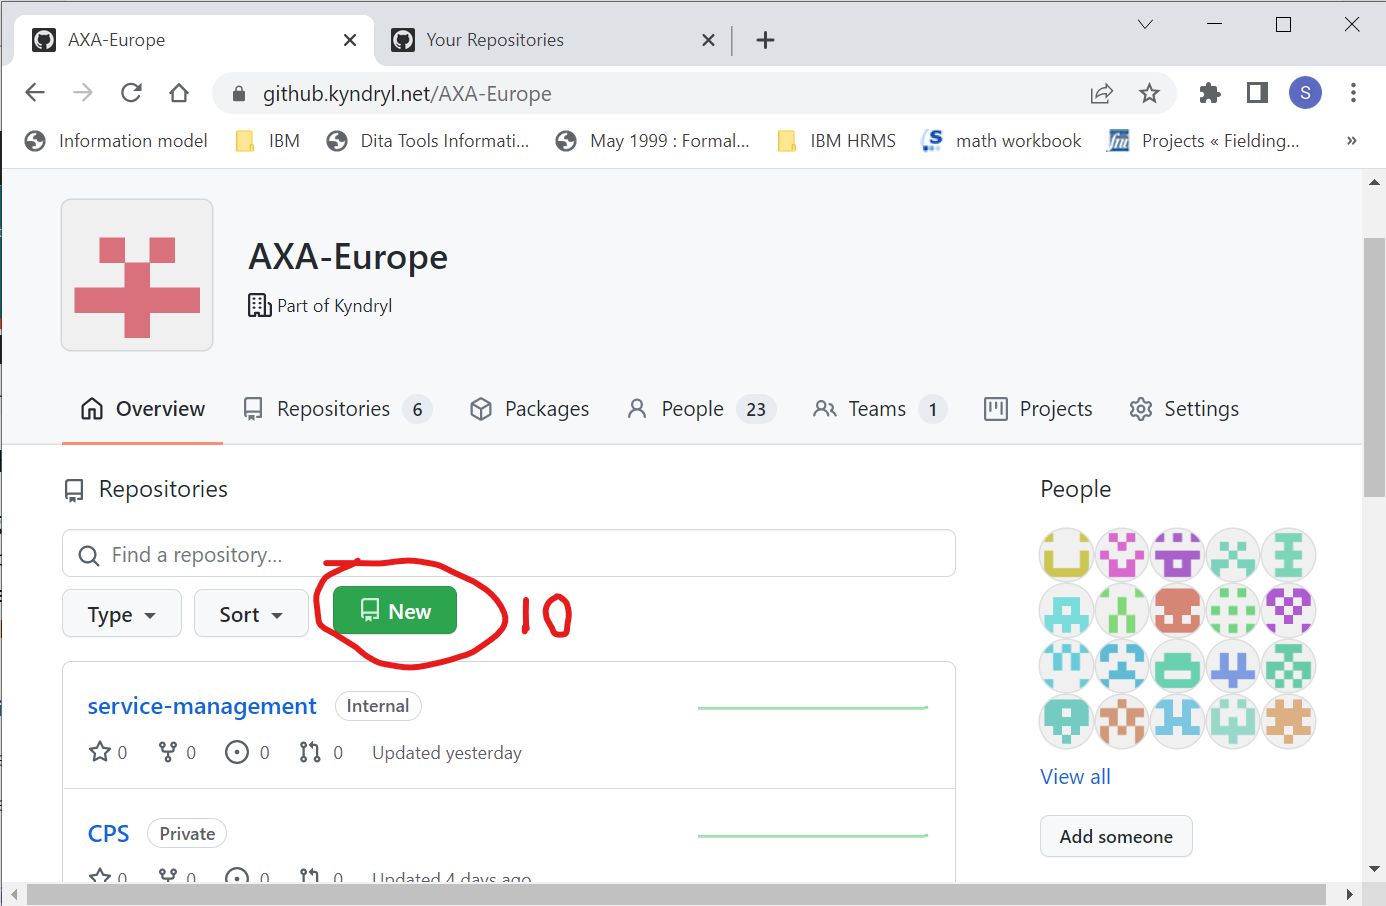 AXA-Europe
Your Repositories
github.kyndryl.net/AXA-Europe
S
Information model
IBM
Dita Tools Informati...
May 1999 : Formal...
IBM HRMS
math workbook
Projects « Fielding...
»
AXA-Europe
Part of Kyndryl
Overview
Repositories 6
Packages
People 23
Teams 1
Projects
Settings
Repositories
People
Find a repository...
Type
Sort
New
10
service-management Internal
0 0 0 0 Updated yesterday
View all
CPS Private
Add someone
0 0 0 0 Updated 4 days ago